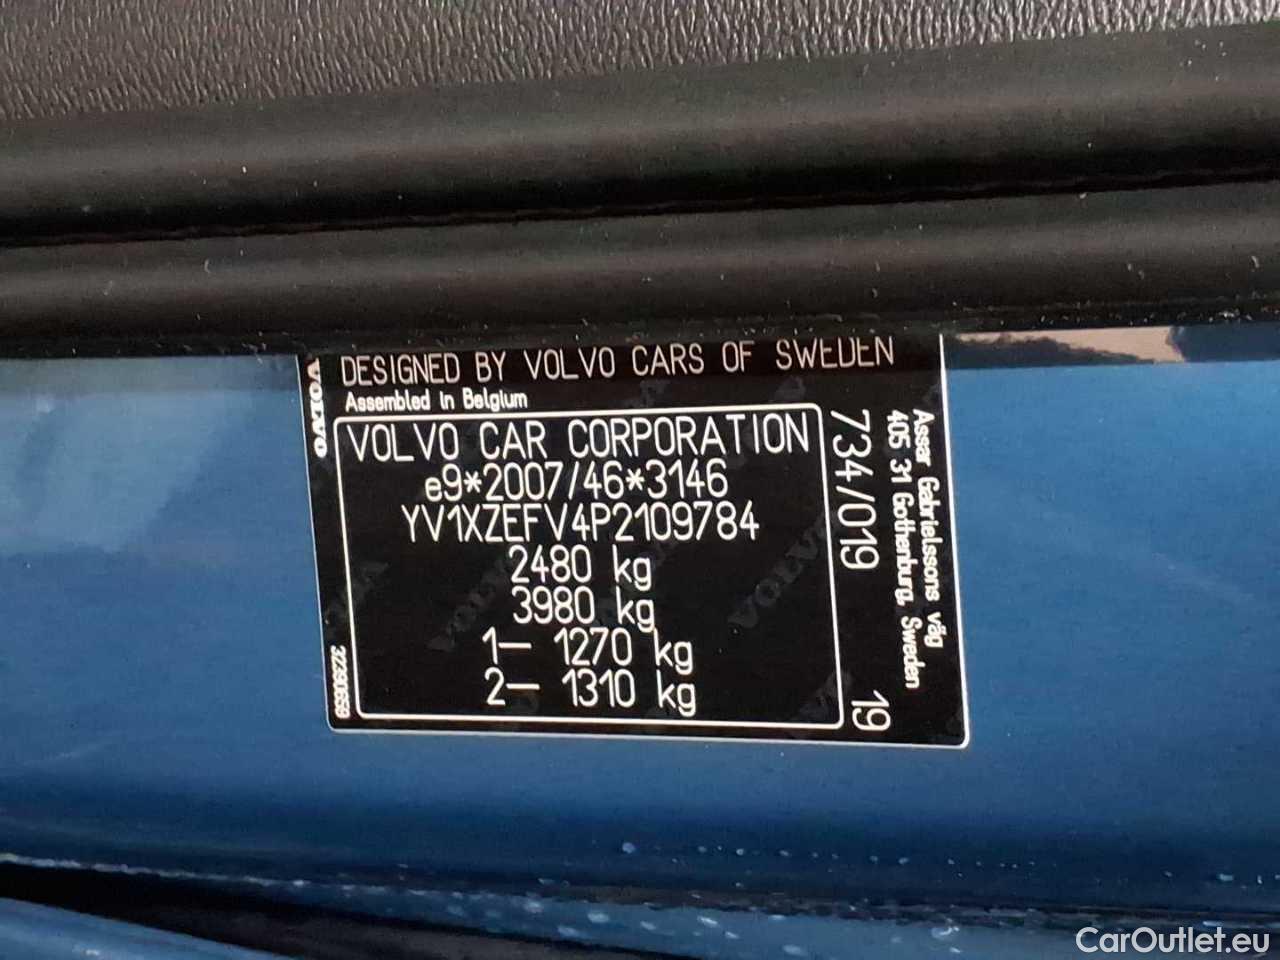 VOLVO
DESIGNED BY VOLVO CARS OF SWEDEN
Assembled in Belgium
VOLVO CAR CORPORATION
e9*2007/46*3146
YV1XZEFV4P2109784
2480 kg
3980 kg
1– 1270 kg
2– 1310 kg
734/019
19
Assar Gabrielssons väg
405 31 Gothenburg, Sweden
32390659
CarOutlet.eu